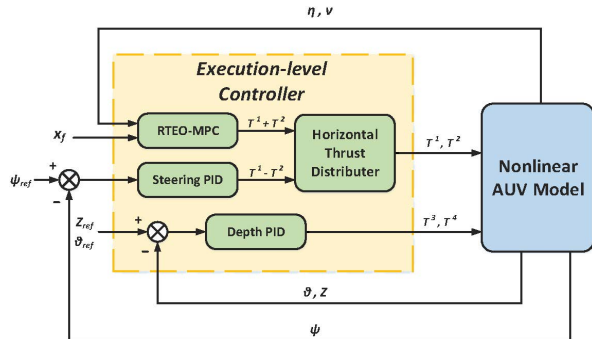 η, ν
Execution-level
Controller
RTEO-MPC
T¹+T²
Horizontal
Thrust
Distributer
T¹, T²
x_f
Steering PID
T¹-T²
Nonlinear
AUV Model
+
ψ_ref
−
Z_ref
ϑ_ref
+
−
Depth PID
T³, T⁴
ϑ, Z
ψ